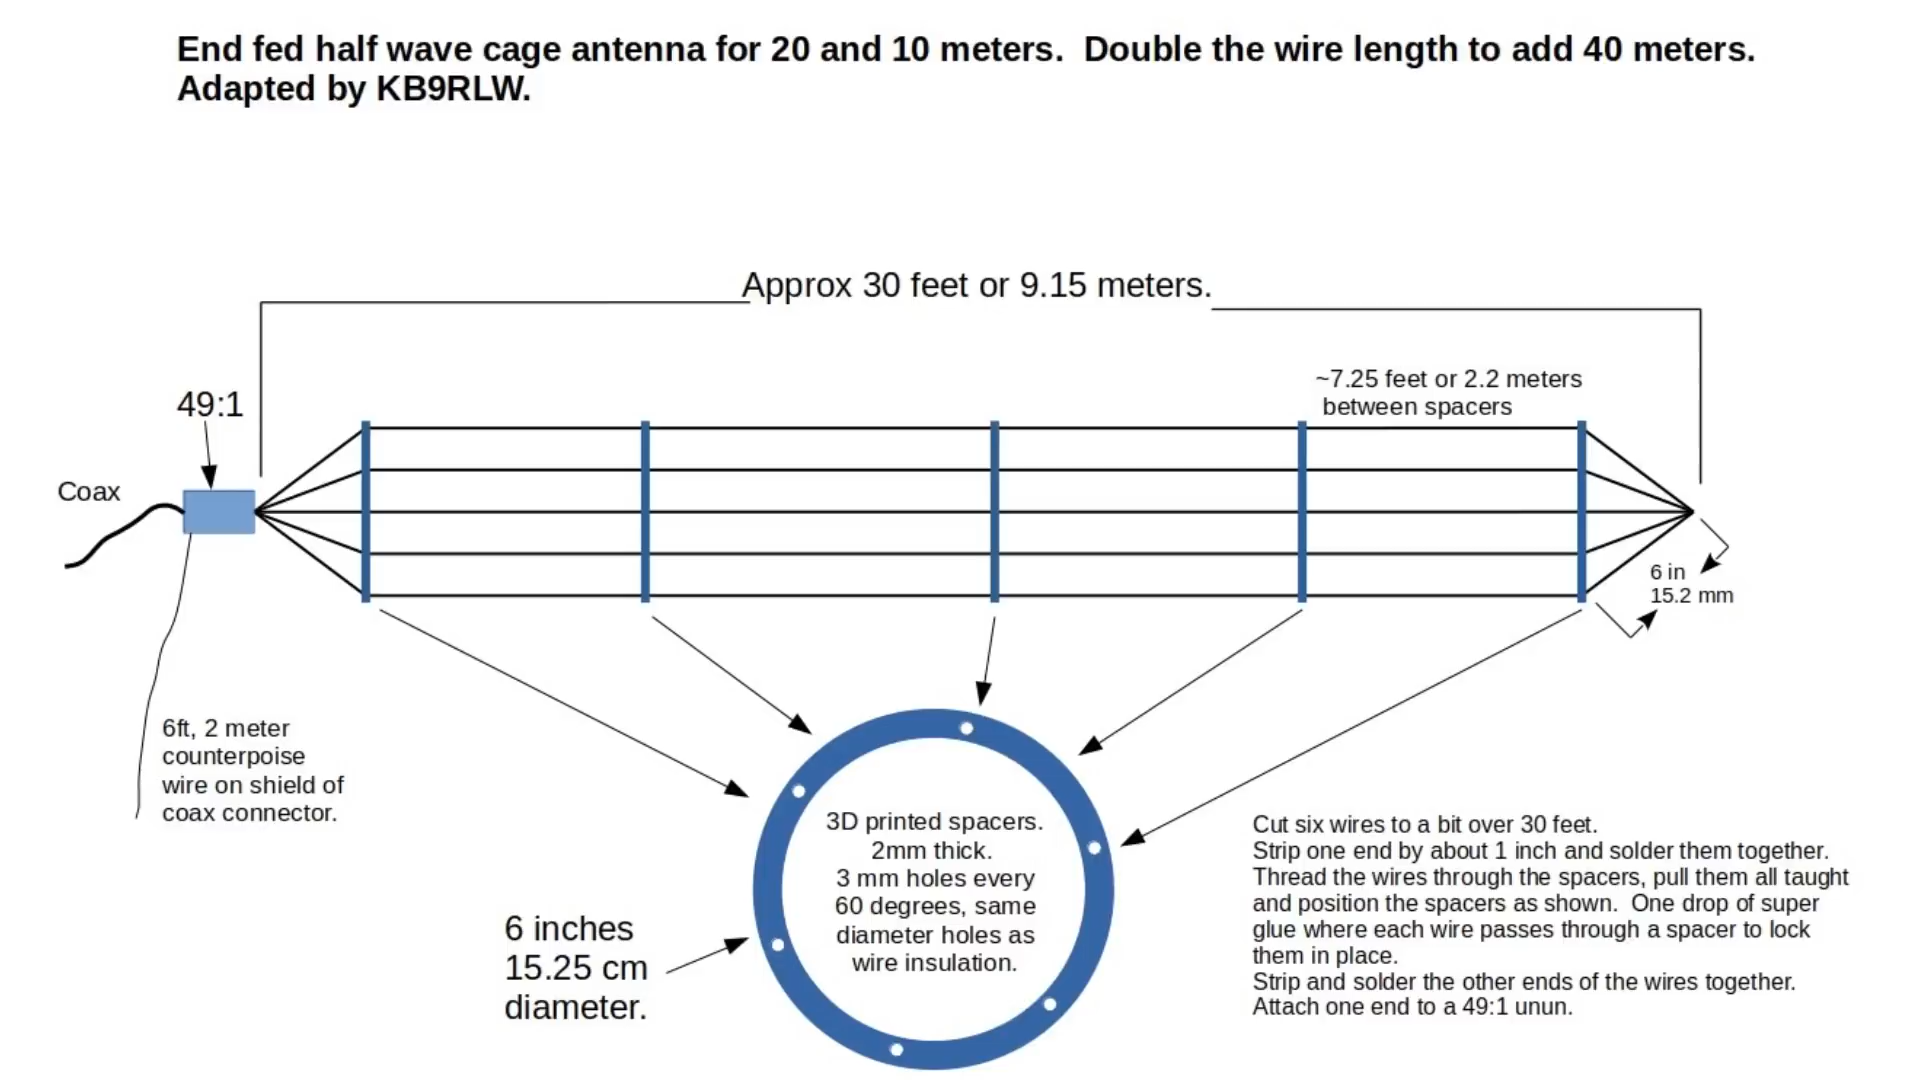 End fed half wave cage antenna for 20 and 10 meters.  Double the wire length to add 40 meters.
Adapted by KB9RLW.
Approx 30 feet or 9.15 meters.
~7.25 feet or 2.2 meters
between spacers
49:1
Coax
6 in
15.2 mm
6ft, 2 meter
counterpoise
wire on shield of
coax connector.
3D printed spacers.
2mm thick.
3 mm holes every
60 degrees, same
diameter holes as
wire insulation.
6 inches
15.25 cm
diameter.
Cut six wires to a bit over 30 feet.
Strip one end by about 1 inch and solder them together.
Thread the wires through the spacers, pull them all taught
and position the spacers as shown.  One drop of super
glue where each wire passes through a spacer to lock
them in place.
Strip and solder the other ends of the wires together.
Attach one end to a 49:1 unun.